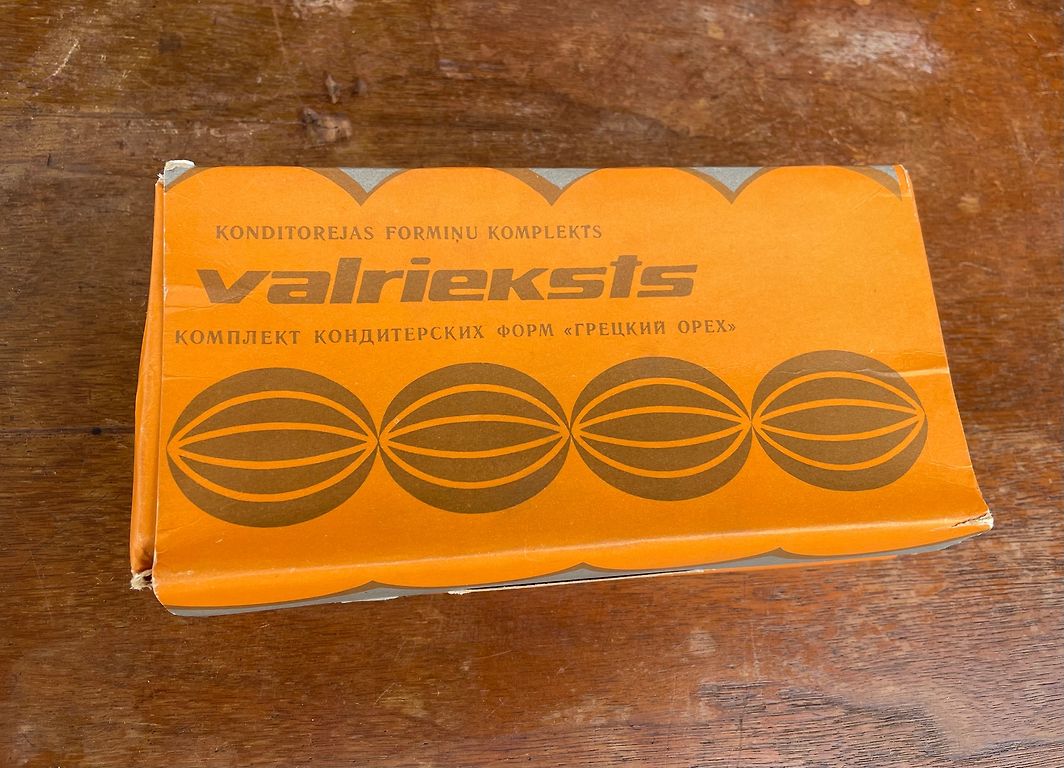 KONDITOREJAS FORMIŅU KOMPLEKTS
valrieksts
КОМПЛЕКТ КОНДИТЕРСКИХ ФОРМ «ГРЕЦКИЙ ОРЕХ»